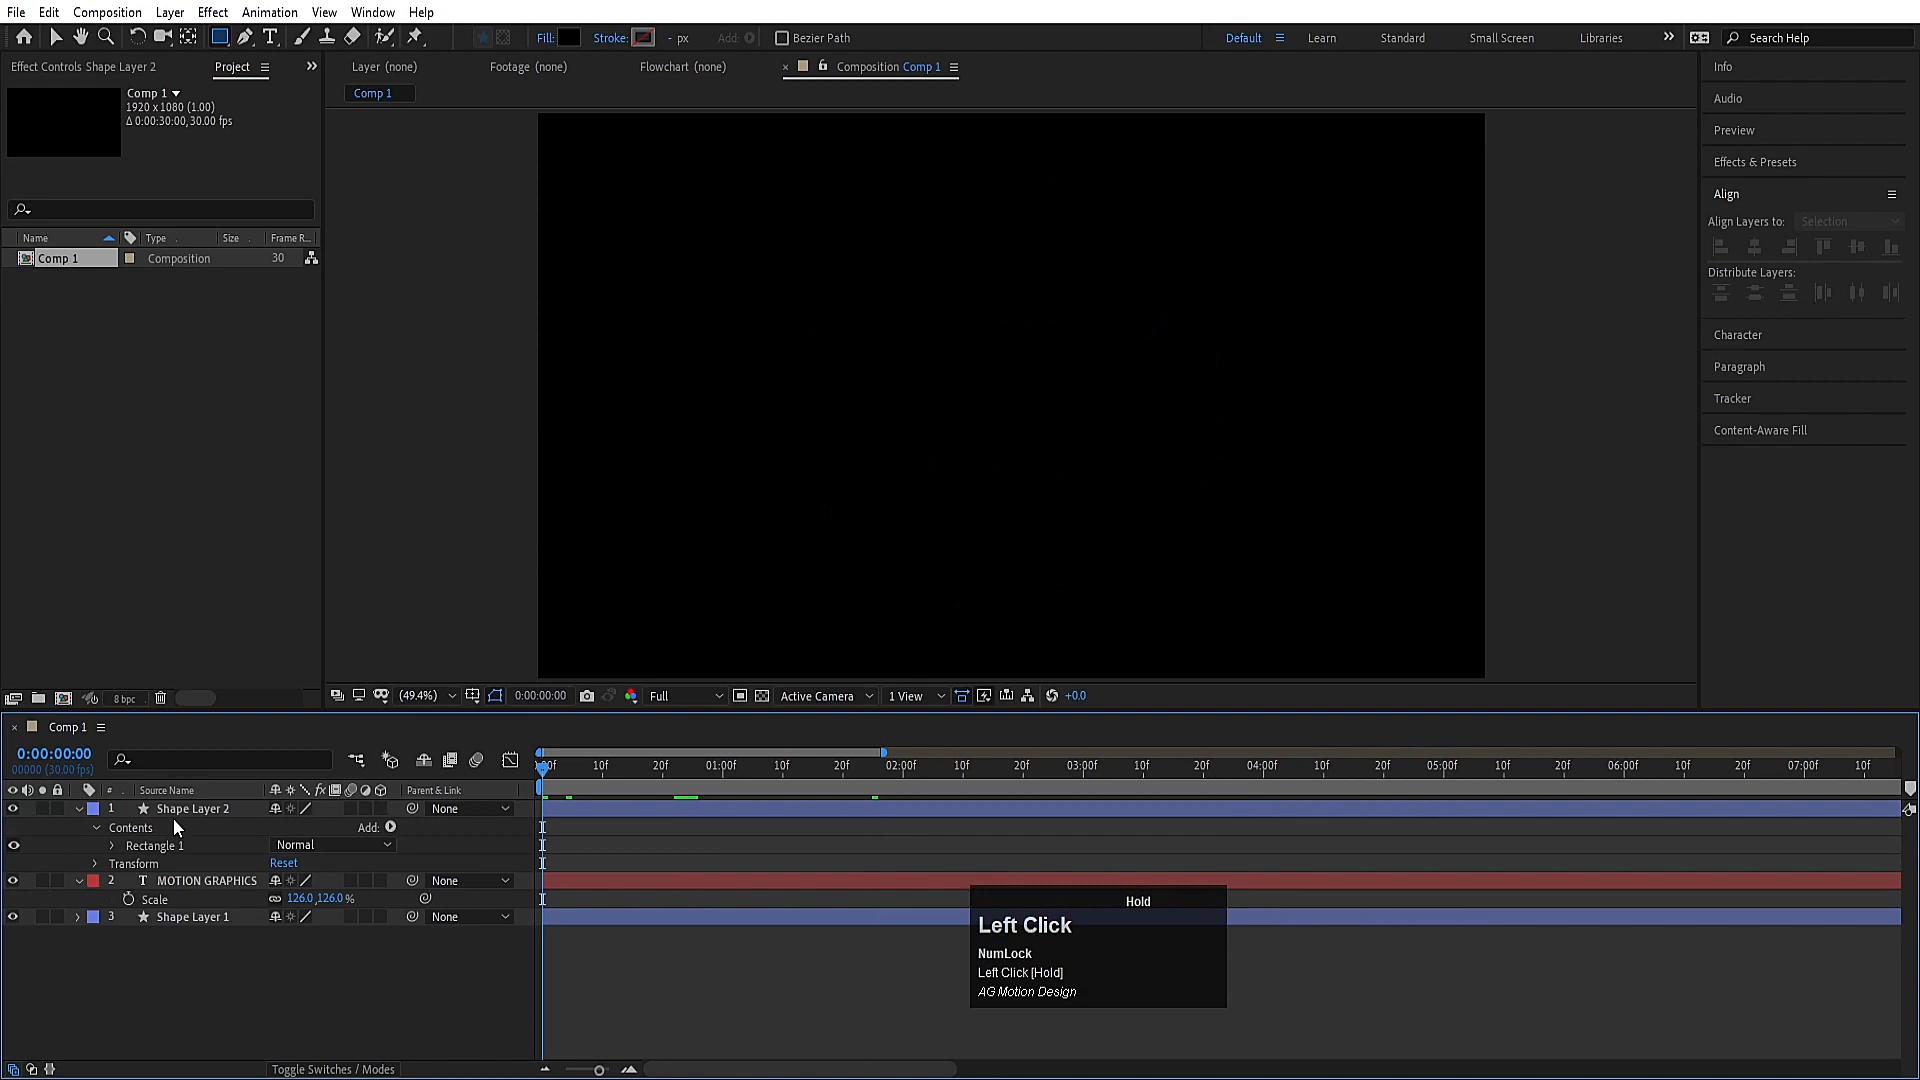 File Edit Composition Layer Effect Animation View Window Help
Fill: Stroke: - px Add: Bezier Path Default Learn Standard Small Screen Libraries Search Help
Effect Controls Shape Layer 2 Project Layer (none) Footage (none) Flowchart (none) Composition Comp 1
Comp 1
Comp 1
1920 x 1080 (1.00)
Δ 0:00:30:00, 30.00 fps
Name Type Size Frame R...
Comp 1 Composition 30
8 bpc
Info
Audio
Preview
Effects & Presets
Align
Align Layers to: Selection
Distribute Layers:
Character
Paragraph
Tracker
Content-Aware Fill
(49.4%) 0:00:00:00 Full Active Camera 1 View +0.0
Comp 1
0:00:00:00
00000 (30.00 fps)
10f 20f 01:00f 10f 20f 02:00f 10f 20f 03:00f 10f 20f 04:00f 10f 20f 05:00f 10f 20f 06:00f 10f 20f 07:00f 10f
# Source Name fx Parent & Link
1 Shape Layer 2 None
Contents Add:
Rectangle 1 Normal
Transform Reset
2 T MOTION GRAPHICS None
Scale 126.0,126.0%
3 Shape Layer 1 None
Hold
Left Click
NumLock
Left Click [Hold]
AG Motion Design
Toggle Switches / Modes